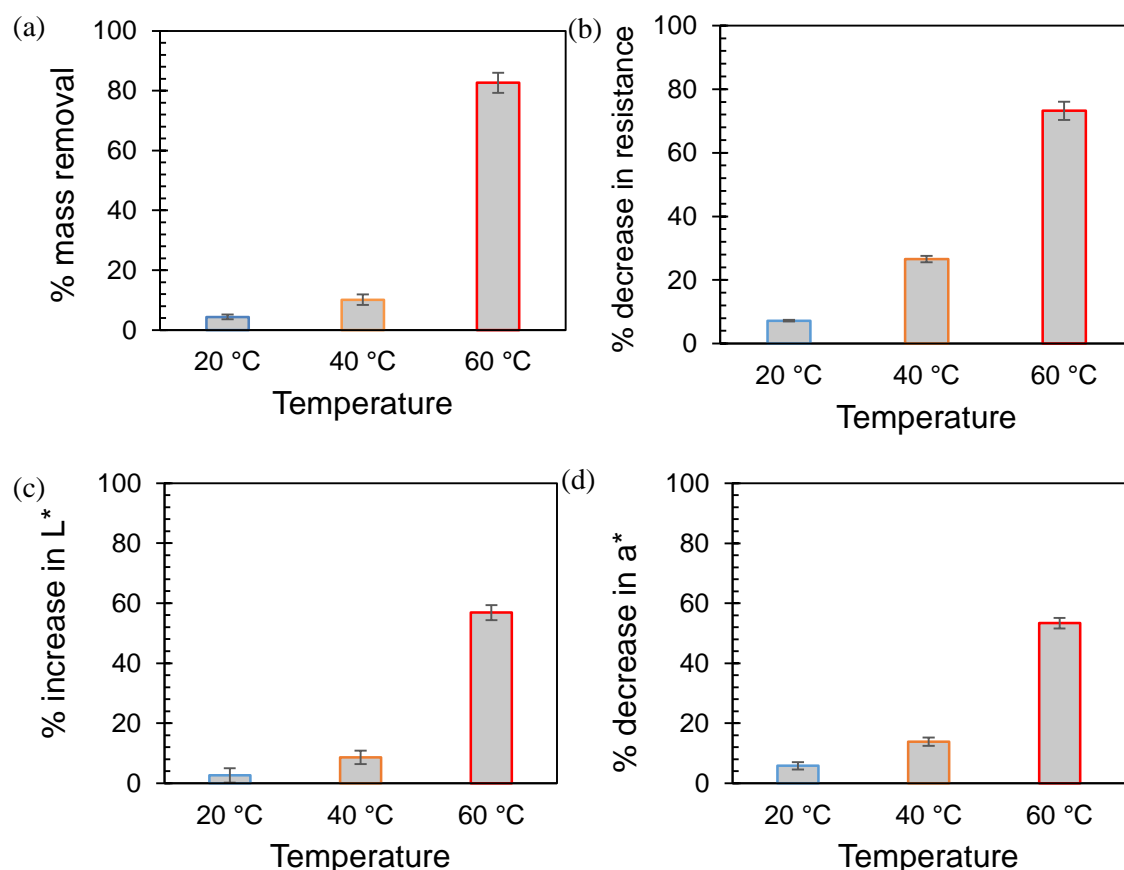 (a)
% mass removal
100
80
60
40
20
0
20 °C 40 °C 60 °C
Temperature
(b)
% decrease in resistance
100
80
60
40
20
0
20 °C 40 °C 60 °C
Temperature
(c)
% increase in L*
100
80
60
40
20
0
20 °C 40 °C 60 °C
Temperature
(d)
% decrease in a*
100
80
60
40
20
0
20 °C 40 °C 60 °C
Temperature